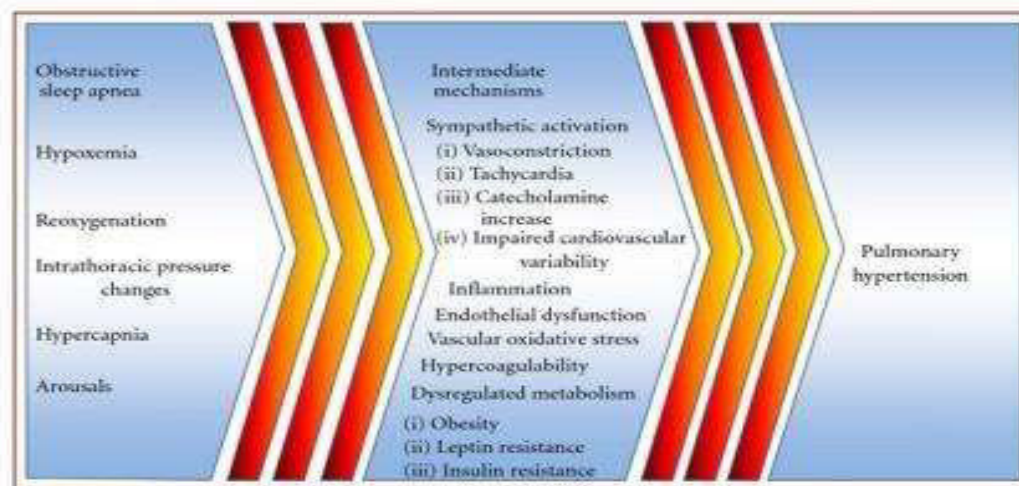 Obstructive
sleep apnea
Hypoxemia
Reoxygenation
Intrathoracic pressure
changes
Hypercapnia
Arousals
Intermediate
mechanisms
Sympathetic activation
(i) Vasoconstriction
(ii) Tachycardia
(iii) Catecholamine
increase
(iv) Impaired cardiovascular
variability
Inflammation
Endothelial dysfunction
Vascular oxidative stress
Hypercoagulability
Dysregulated metabolism
(i) Obesity
(ii) Leptin resistance
(iii) Insulin resistance
Pulmonary
hypertension